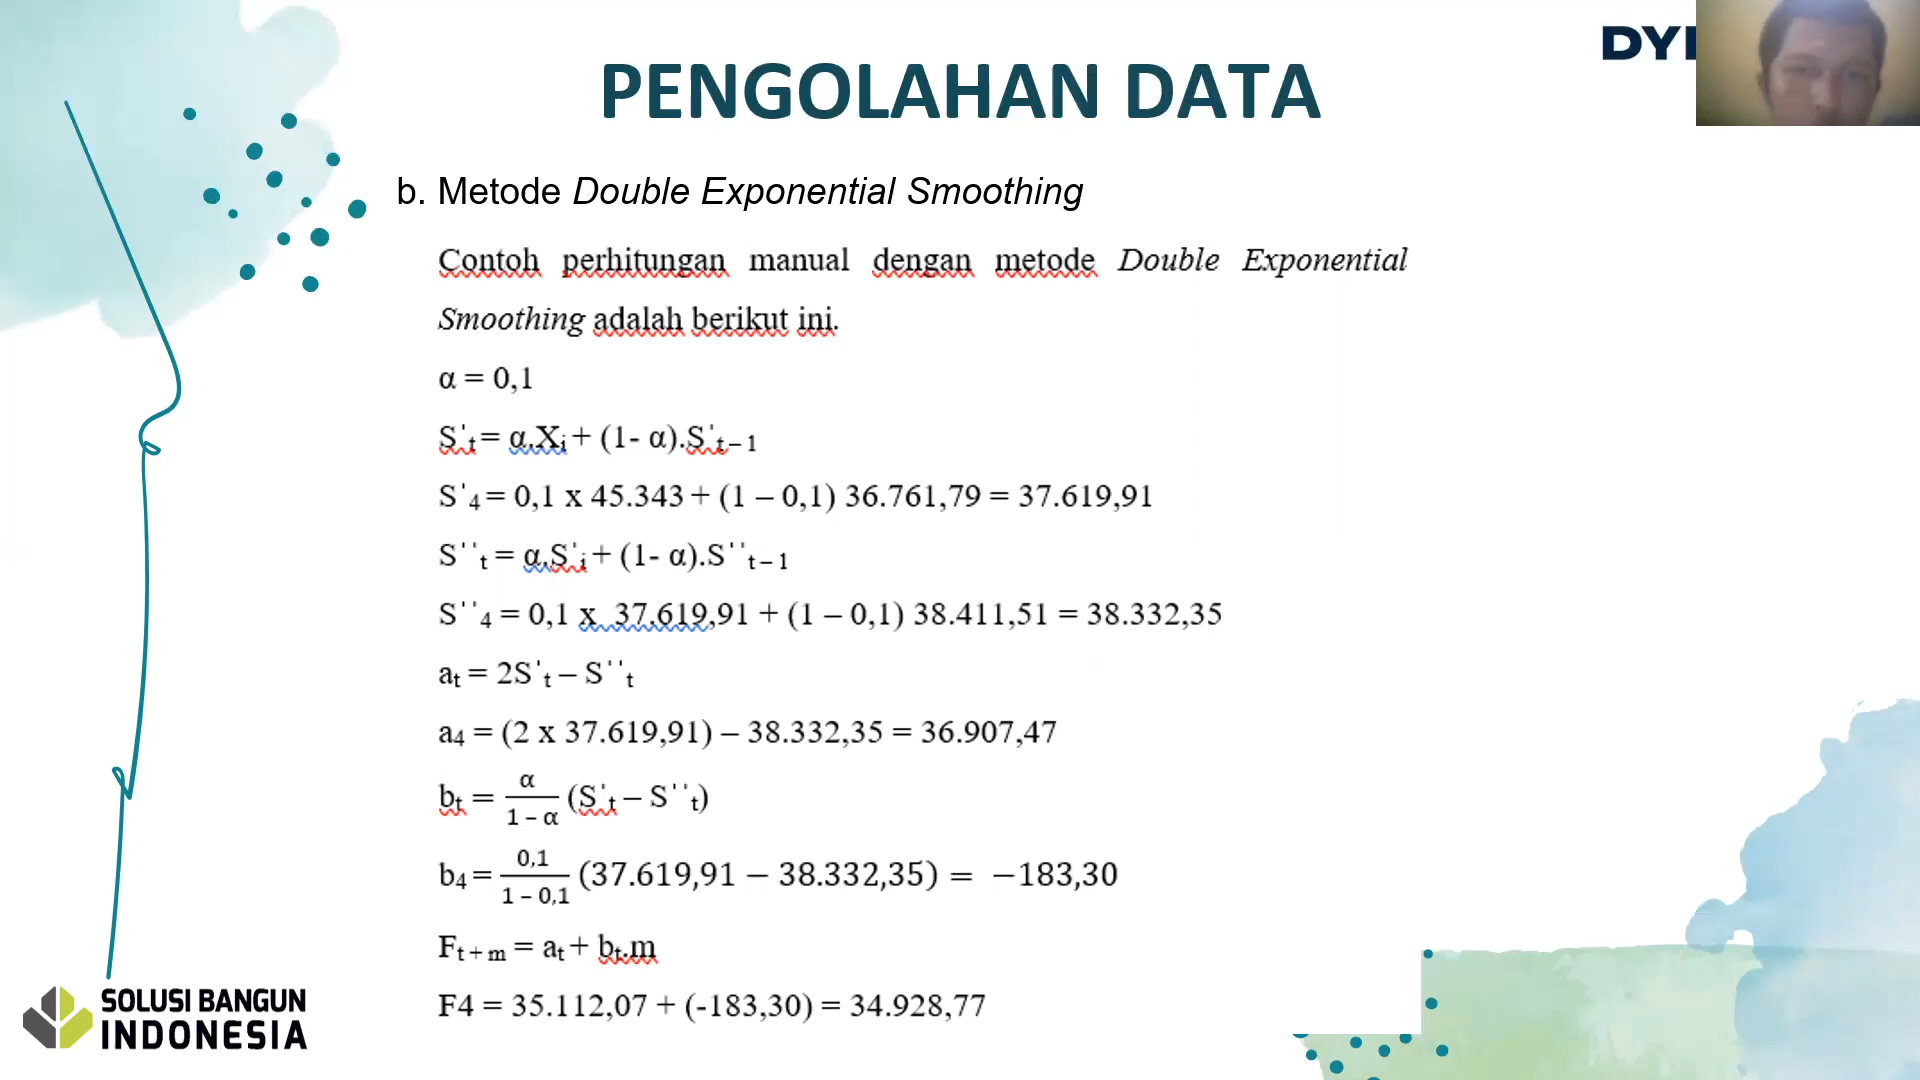 PENGOLAHAN DATA
DY
b. Metode Double Exponential Smoothing
Contoh perhitungan manual dengan metode Double Exponential
Smoothing adalah berikut ini.
α = 0,1
S't = α.Xi + (1- α).S't – 1
S'4 = 0,1 x 45.343 + (1 – 0,1) 36.761,79 = 37.619,91
S''t = α.S'i + (1- α).S''t – 1
S''4 = 0,1 x 37.619,91 + (1 – 0,1) 38.411,51 = 38.332,35
at = 2S't – S''t
a4 = (2 x 37.619,91) – 38.332,35 = 36.907,47
bt = α / 1 – α (S't – S''t)
b4 = 0,1 / 1 – 0,1 (37.619,91 – 38.332,35) = –183,30
Ft + m = at + bt.m
F4 = 35.112,07 + (-183,30) = 34.928,77
SOLUSI BANGUN
INDONESIA